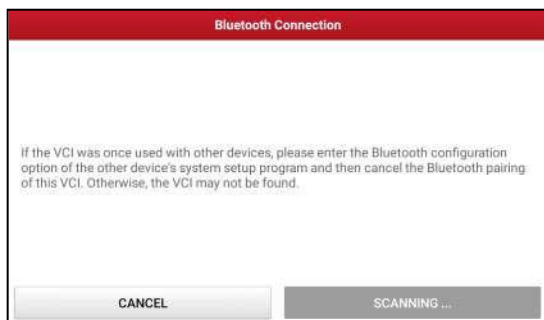 Bluetooth Connection
If the VCI was once used with other devices, please enter the Bluetooth configuration
option of the other device's system setup program and then cancel the Bluetooth pairing
of this VCI. Otherwise, the VCI may not be found.
CANCEL
SCANNING ...